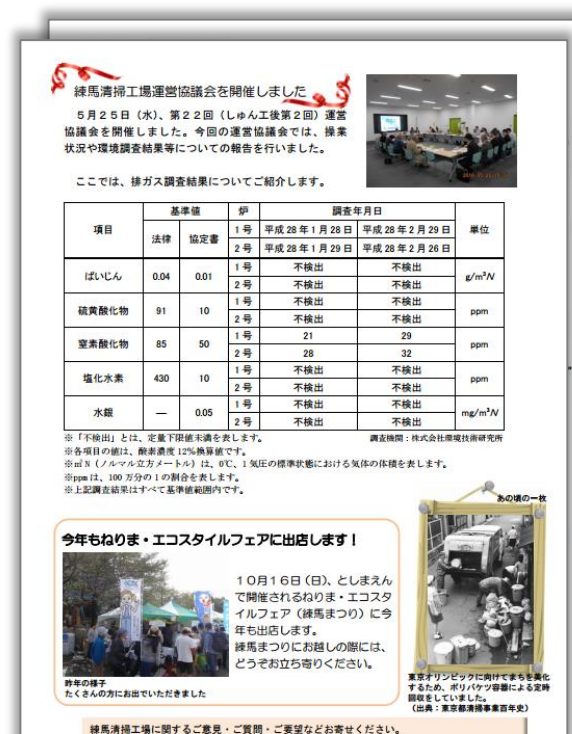 練馬清掃工場運営協議会を開催しました
５月２５日（水）、第２２回（しゅん工後第２回）運営
協議会を開催しました。今回の運営協議会では、操業
状況や環境調査結果等についての報告を行いました。
ここでは、排ガス調査結果についてご紹介します。
項目 基準値 炉 調査年月日 単位
法律 協定書 1号 平成28年1月28日 平成28年2月29日
2号 平成28年1月29日 平成28年2月26日
ばいじん 0.04 0.01 1号 不検出 不検出 g/m³N
2号 不検出 不検出
硫黄酸化物 91 10 1号 不検出 不検出 ppm
2号 不検出 不検出
窒素酸化物 85 50 1号 21 29 ppm
2号 28 32
塩化水素 430 10 1号 不検出 不検出 ppm
2号 不検出 不検出
水銀 ― 0.05 1号 不検出 不検出 mg/m³N
2号 不検出 不検出
※「不検出」とは、定量下限値未満を表します。 調査機関：株式会社環境技術研究所
※各項目の値は、酸素濃度12%換算値です。
※㎥N（ノルマル立方メートル）は、0℃、1気圧の標準状態における気体の体積を表します。
※ppmは、100万分の1の割合を表します。
※上記調査結果はすべて基準値範囲内です。
あの頃の一枚
今年もねりま・エコスタイルフェアに出店します！
１０月１６日（日）、としまえん
で開催されるねりま・エコスタ
イルフェア（練馬まつり）に今
年も出店します。
練馬まつりにお越しの際には、
どうぞお立ち寄りください。
昨年の様子
たくさんの方にお出でいただきました
東京オリンピックに向けてまちを美化
するため、ポリバケツ容器による定時
回収をしていました。
（出典：東京都清掃事業百年史）
練馬清掃工場に関するご意見・ご質問・ご要望などお寄せください。